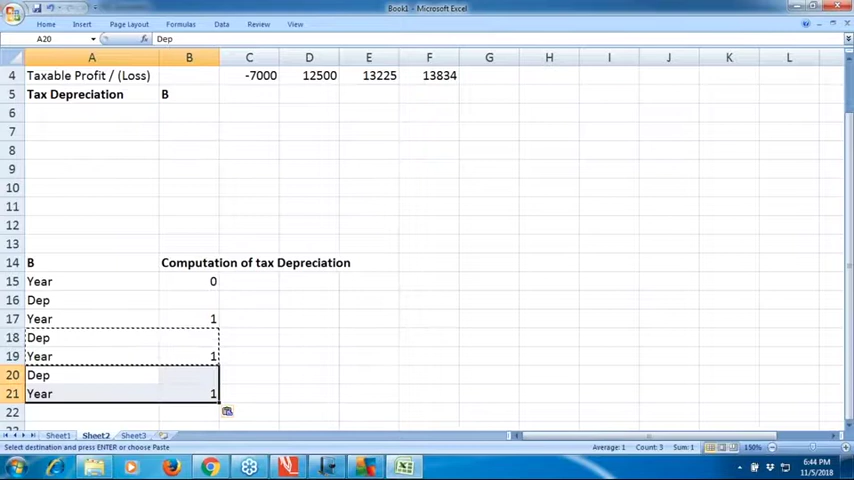 Book1 - Microsoft Excel
Home Insert Page Layout Formulas Data Review View
A20 fx Dep
A B C D E F G H I J K L
4 Taxable Profit / (Loss) -7000 12500 13225 13834
5 Tax Depreciation B
6
7
8
9
10
11
12
13
14 B Computation of tax Depreciation
15 Year 0
16 Dep
17 Year 1
18 Dep
19 Year 1
20 Dep
21 Year 1
22
Sheet1 Sheet2 Sheet3
Select destination and press ENTER or choose Paste Average: 1 Count: 3 Sum: 1 150%
6:44 PM
11/5/2018